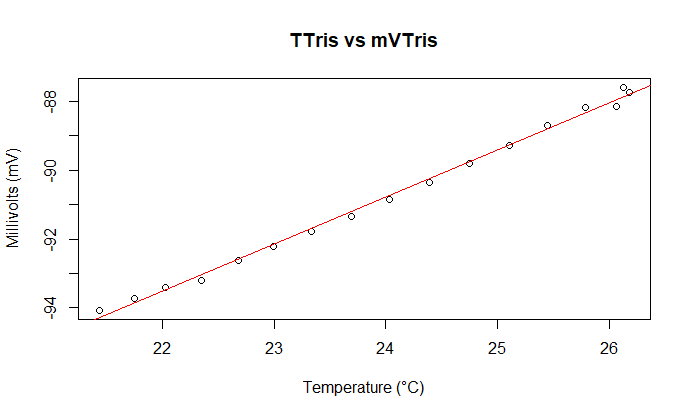 TTris vs mVTris
Millivolts (mV)
-88
-90
-92
-94
22 23 24 25 26
Temperature (°C)